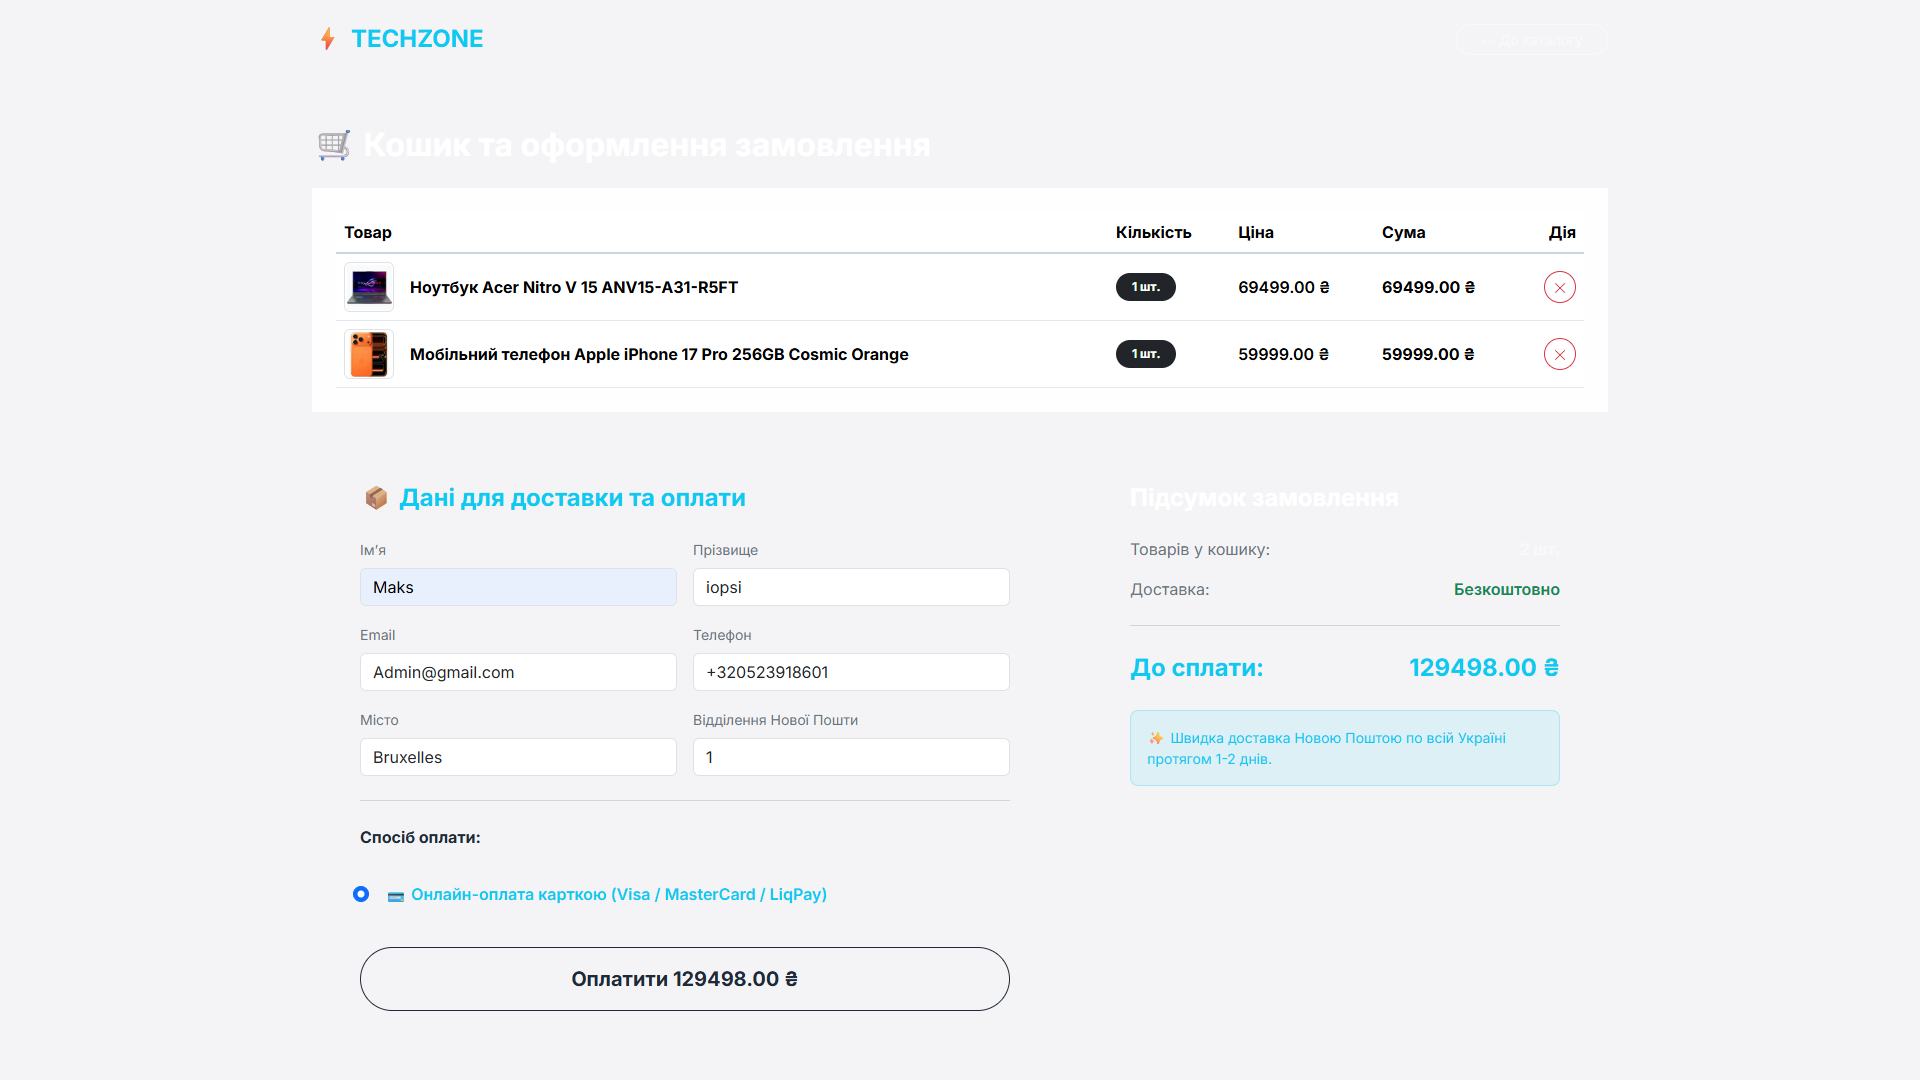 TECHZONE
← До каталогу
Кошик та оформлення замовлення
Товар Кількість Ціна Сума Дія
Ноутбук Acer Nitro V 15 ANV15-A31-R5FT 1 шт. 69499.00 ₴ 69499.00 ₴
Мобільний телефон Apple iPhone 17 Pro 256GB Cosmic Orange 1 шт. 59999.00 ₴ 59999.00 ₴
Дані для доставки та оплати
Ім’я Прізвище
Maks iopsi
Email Телефон
Admin@gmail.com +320523918601
Місто Відділення Нової Пошти
Bruxelles 1
Спосіб оплати:
Онлайн-оплата карткою (Visa / MasterCard / LiqPay)
Оплатити 129498.00 ₴
Підсумок замовлення
Товарів у кошику: 2 шт.
Доставка: Безкоштовно
До сплати: 129498.00 ₴
Швидка доставка Новою Поштою по всій Україні
протягом 1-2 днів.